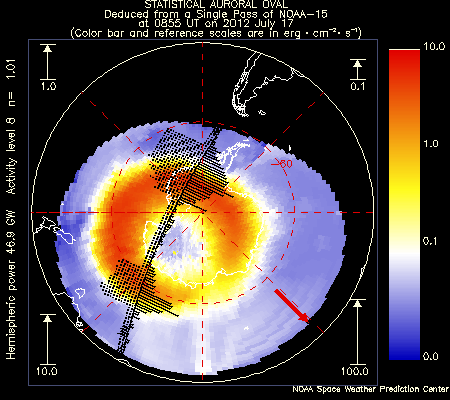 STATISTICAL AURORAL OVAL
Deduced from a Single Pass of NOAA-15
at 0855 UT on 2012 July 17
(Color bar and reference scales are in erg·cm⁻²·s⁻¹)
1.0
0.1
10.0
1.0
0.1
0.0
-60
Hemispheric power 46.9 GW Activity level 8 n= 1.01
10.0
100.0
NOAA Space Weather Prediction Center